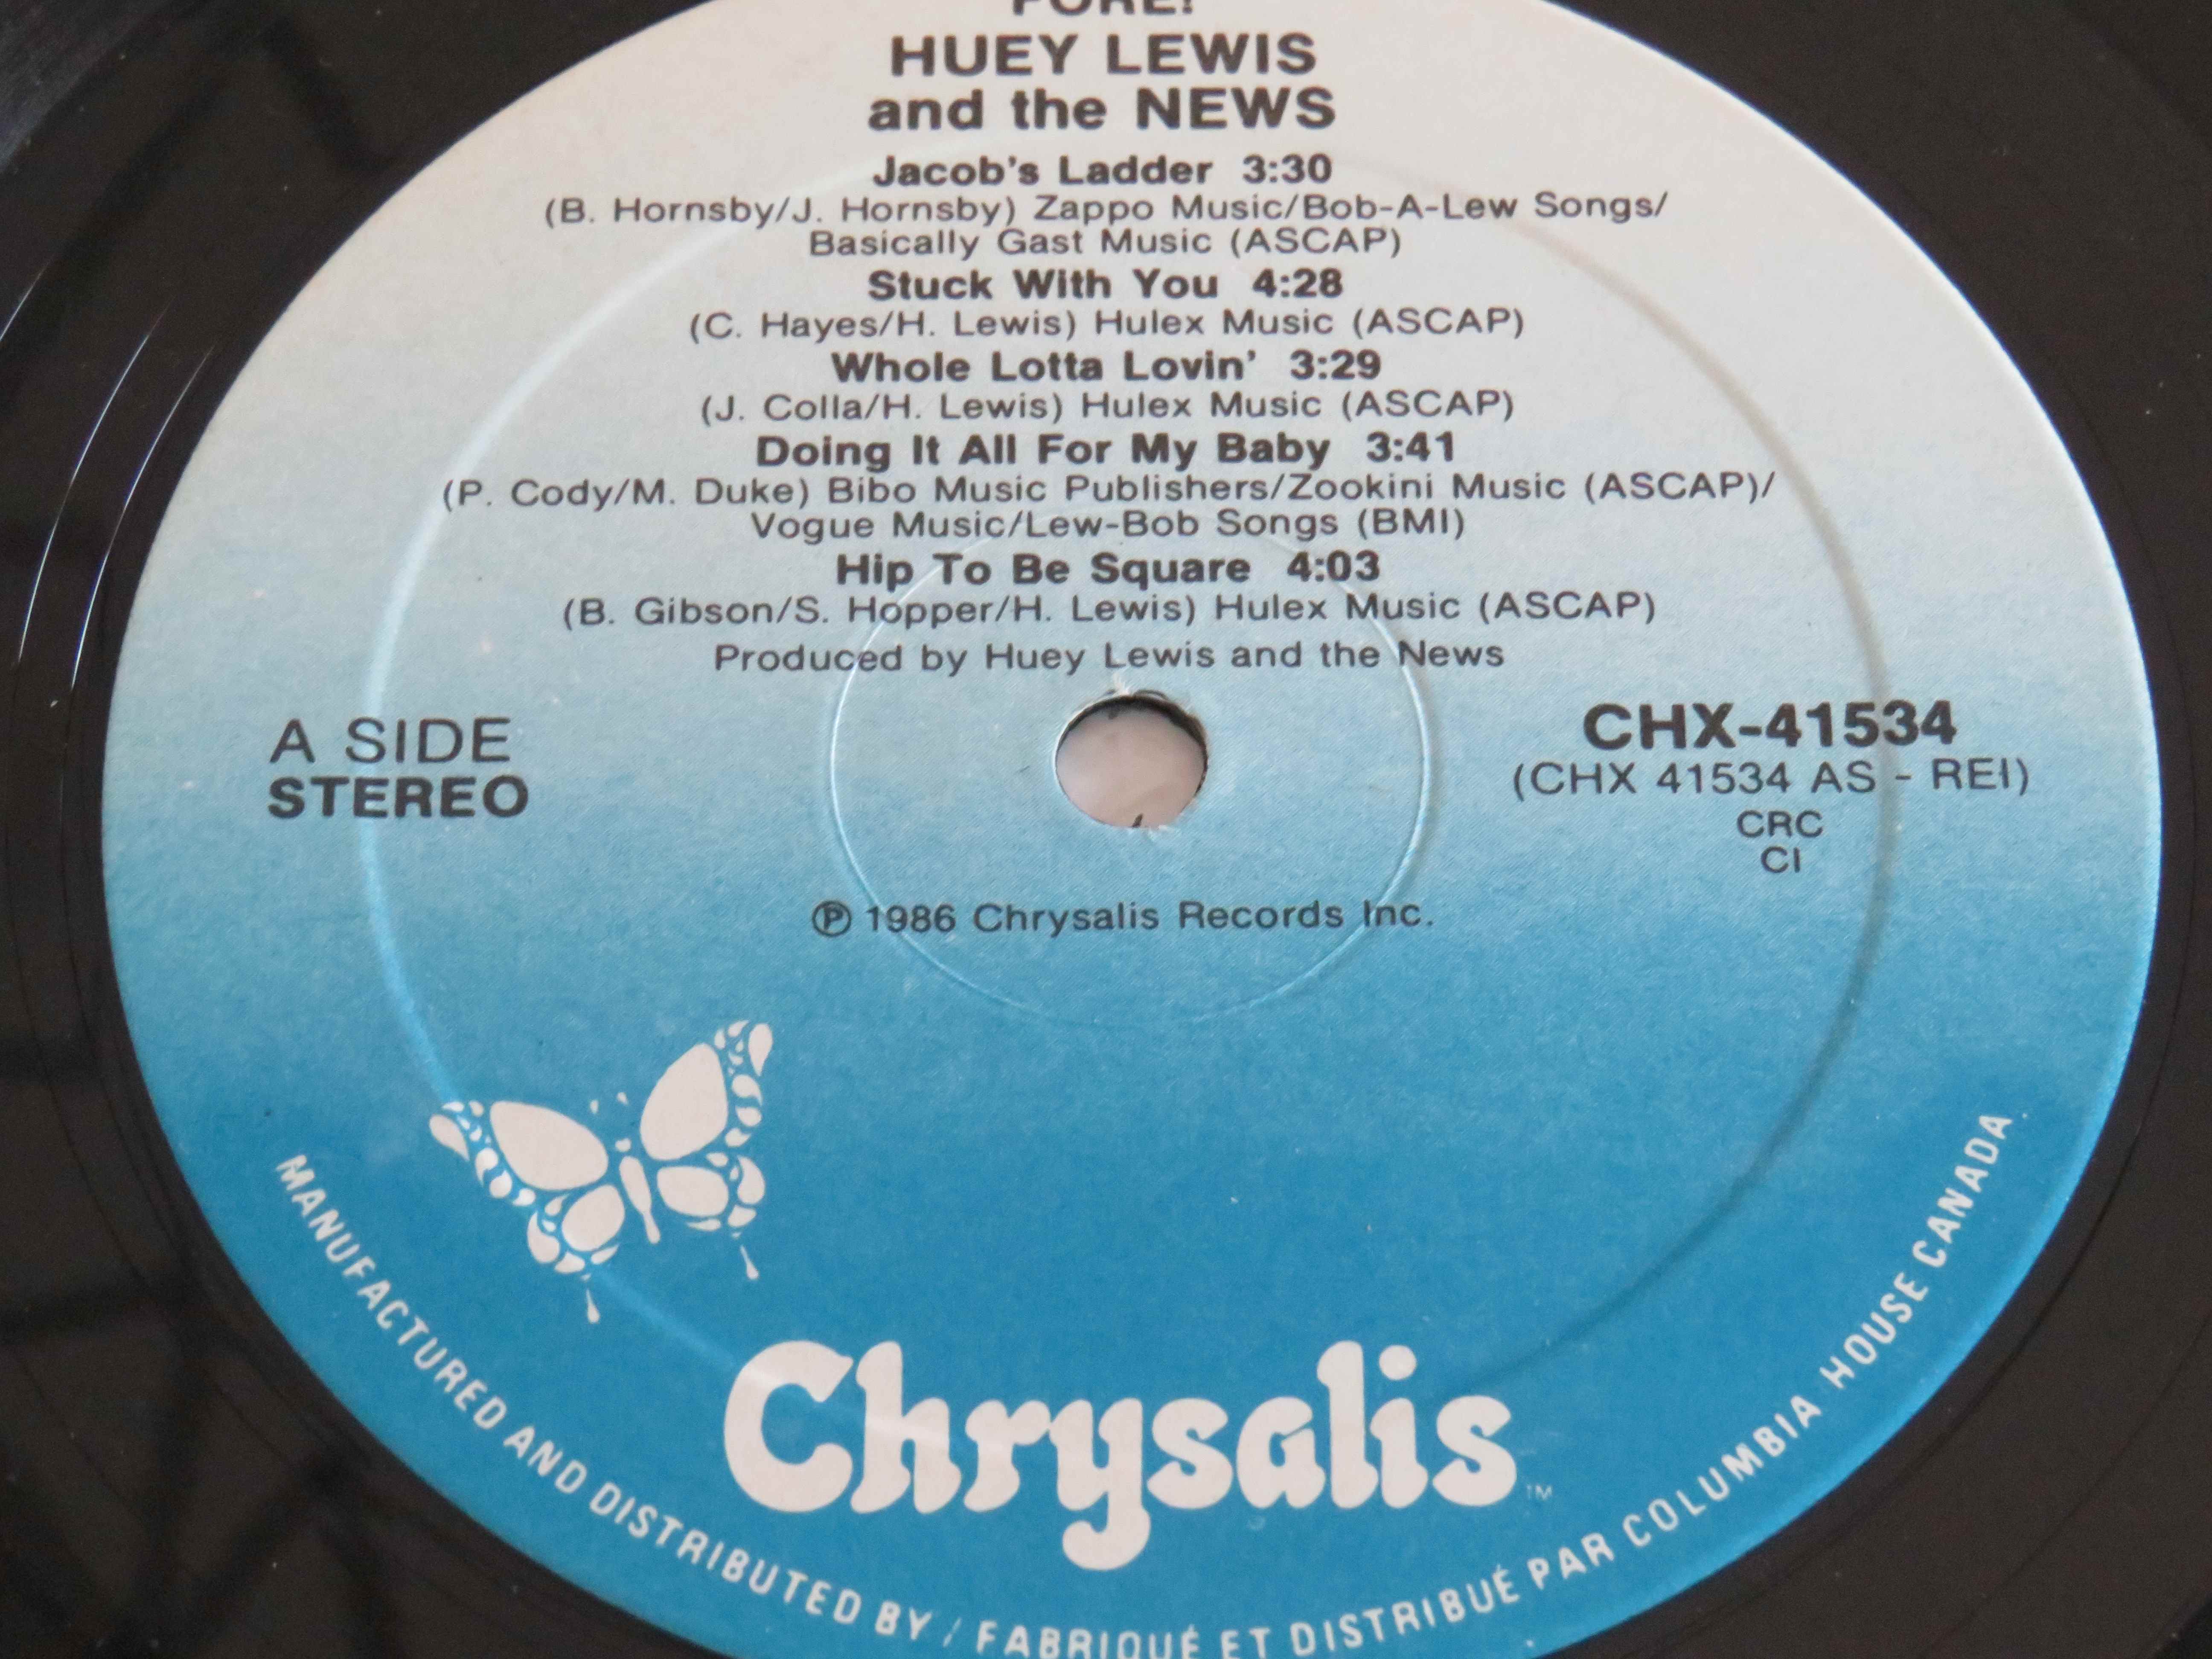 FORE!
HUEY LEWIS
and the NEWS
Jacob's Ladder 3:30
(B. Hornsby/J. Hornsby) Zappo Music/Bob-A-Lew Songs/
Basically Gast Music (ASCAP)
Stuck With You 4:28
(C. Hayes/H. Lewis) Hulex Music (ASCAP)
Whole Lotta Lovin' 3:29
(J. Colla/H. Lewis) Hulex Music (ASCAP)
Doing It All For My Baby 3:41
(P. Cody/M. Duke) Bibo Music Publishers/Zookini Music (ASCAP)/
Vogue Music/Lew-Bob Songs (BMI)
Hip To Be Square 4:03
(B. Gibson/S. Hopper/H. Lewis) Hulex Music (ASCAP)
Produced by Huey Lewis and the News
A SIDE
STEREO
CHX-41534
(CHX 41534 AS - REI)
CRC
CI
Ⓟ 1986 Chrysalis Records Inc.
Chrysalis™
MANUFACTURED AND DISTRIBUTED BY / FABRIQUÉ ET DISTRIBUÉ PAR COLUMBIA HOUSE CANADA.